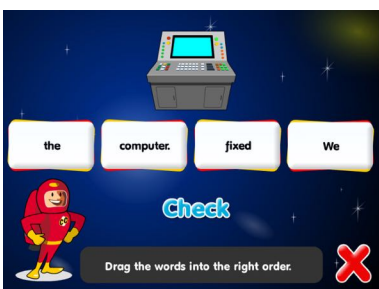 the computer. fixed We
Check
Drag the words into the right order.